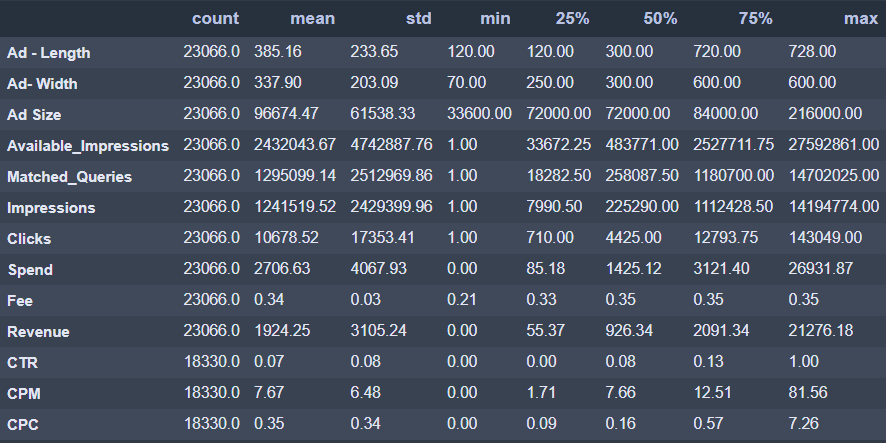 count mean std min 25% 50% 75% max
Ad - Length 23066.0 385.16 233.65 120.00 120.00 300.00 720.00 728.00
Ad- Width 23066.0 337.90 203.09 70.00 250.00 300.00 600.00 600.00
Ad Size 23066.0 96674.47 61538.33 33600.00 72000.00 72000.00 84000.00 216000.00
Available_Impressions 23066.0 2432043.67 4742887.76 1.00 33672.25 483771.00 2527711.75 27592861.00
Matched_Queries 23066.0 1295099.14 2512969.86 1.00 18282.50 258087.50 1180700.00 14702025.00
Impressions 23066.0 1241519.52 2429399.96 1.00 7990.50 225290.00 1112428.50 14194774.00
Clicks 23066.0 10678.52 17353.41 1.00 710.00 4425.00 12793.75 143049.00
Spend 23066.0 2706.63 4067.93 0.00 85.18 1425.12 3121.40 26931.87
Fee 23066.0 0.34 0.03 0.21 0.33 0.35 0.35 0.35
Revenue 23066.0 1924.25 3105.24 0.00 55.37 926.34 2091.34 21276.18
CTR 18330.0 0.07 0.08 0.00 0.00 0.08 0.13 1.00
CPM 18330.0 7.67 6.48 0.00 1.71 7.66 12.51 81.56
CPC 18330.0 0.35 0.34 0.00 0.09 0.16 0.57 7.26